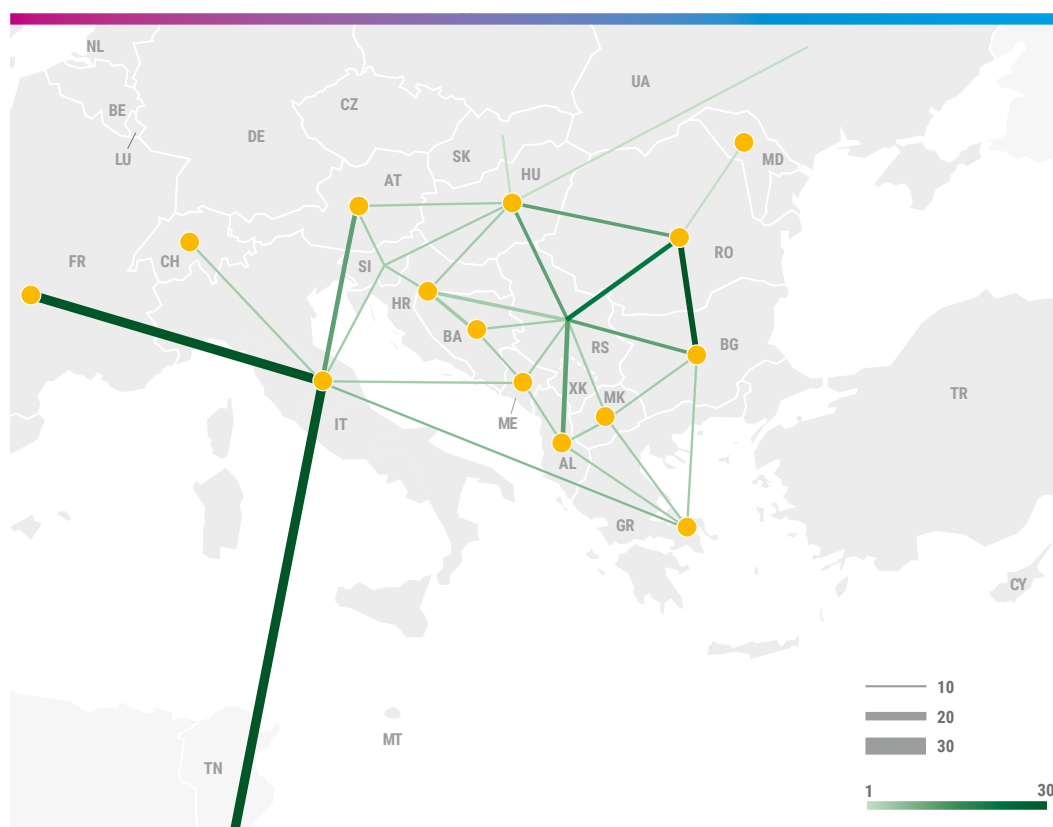 NL
UA
CZ
BE
DE
LU
SK
MD
HU
AT
RO
FR
CH
SI
HR
BA
RS
BG
XK
MK
TR
ME
IT
AL
GR
CY
10
20
30
MT
TN
1
30